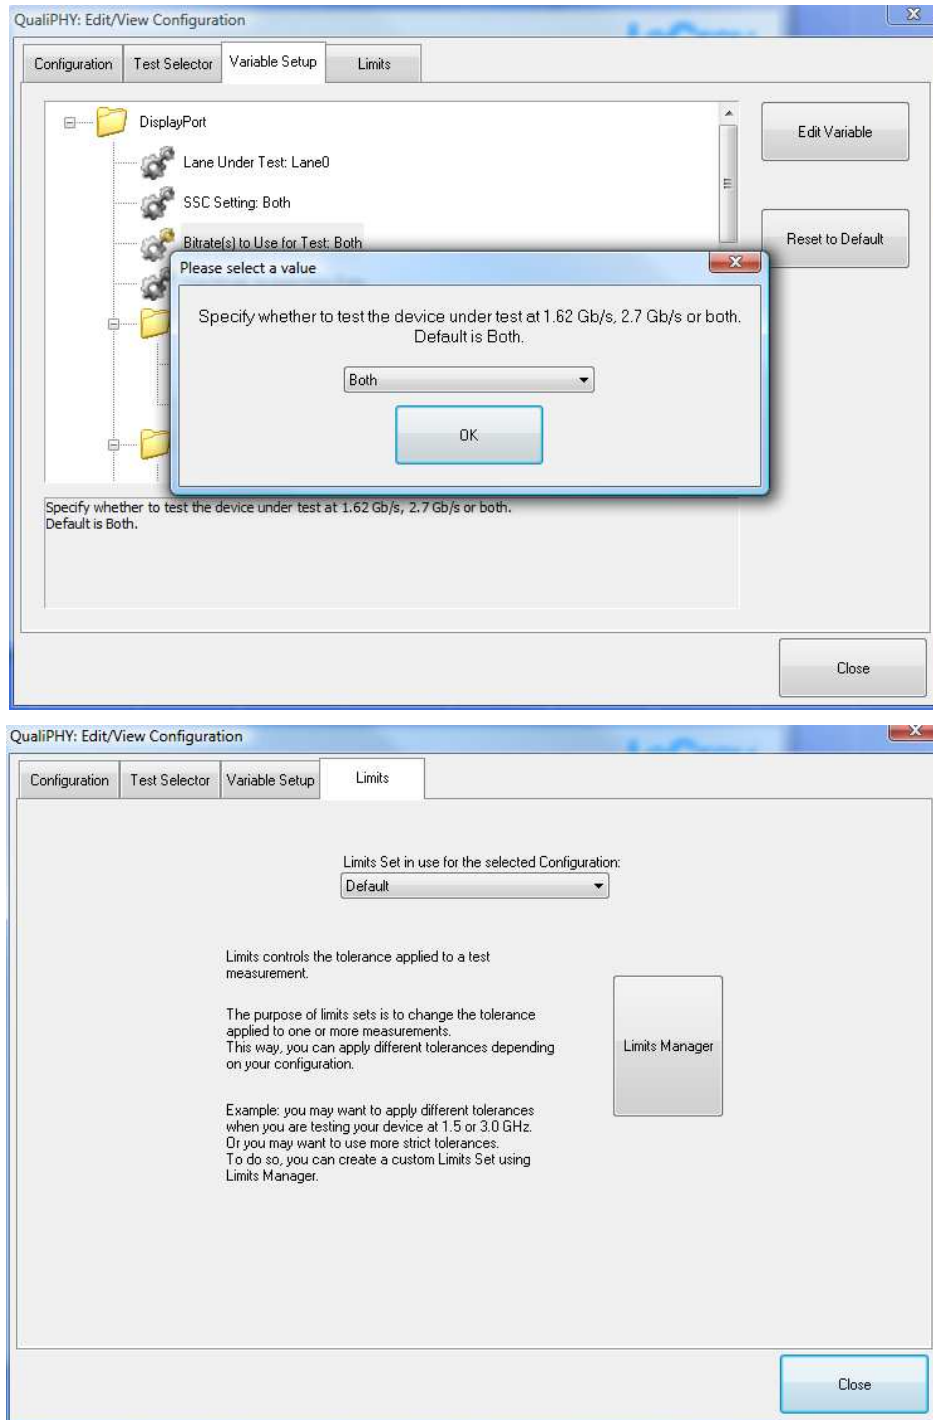 QualiPHY: Edit/View Configuration
Configuration Test Selector Variable Setup Limits
DisplayPort
Edit Variable
Lane Under Test: Lane0
SSC Setting: Both
Bitrate(s) to Use for Test: Both
Reset to Default
Please select a value
Specify whether to test the device under test at 1.62 Gb/s, 2.7 Gb/s or both.
Default is Both.
Both
OK
Specify whether to test the device under test at 1.62 Gb/s, 2.7 Gb/s or both.
Default is Both.
Close
QualiPHY: Edit/View Configuration
Configuration Test Selector Variable Setup Limits
Limits Set in use for the selected Configuration:
Default
Limits controls the tolerance applied to a test
measurement.
The purpose of limits sets is to change the tolerance
applied to one or more measurements.
This way, you can apply different tolerances depending
on your configuration.
Limits Manager
Example: you may want to apply different tolerances
when you are testing your device at 1.5 or 3.0 GHz.
Or you may want to use more strict tolerances.
To do so, you can create a custom Limits Set using
Limits Manager.
Close